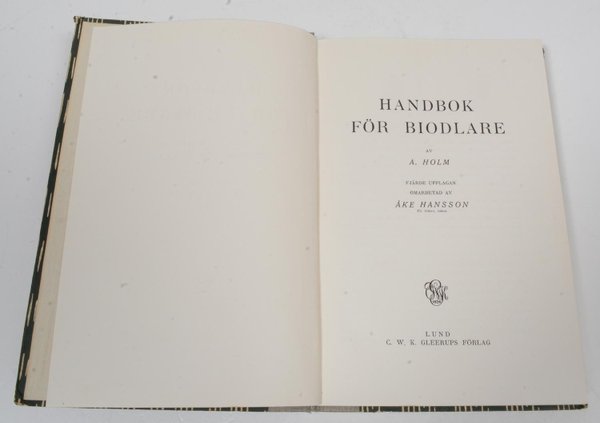 HANDBOK
FÖR BIODLARE
AV
A. HOLM
FJÄRDE UPPLAGAN
OMARBETAD AV
ÅKE HANSSON
LUND
C. W. K. GLEERUPS FÖRLAG